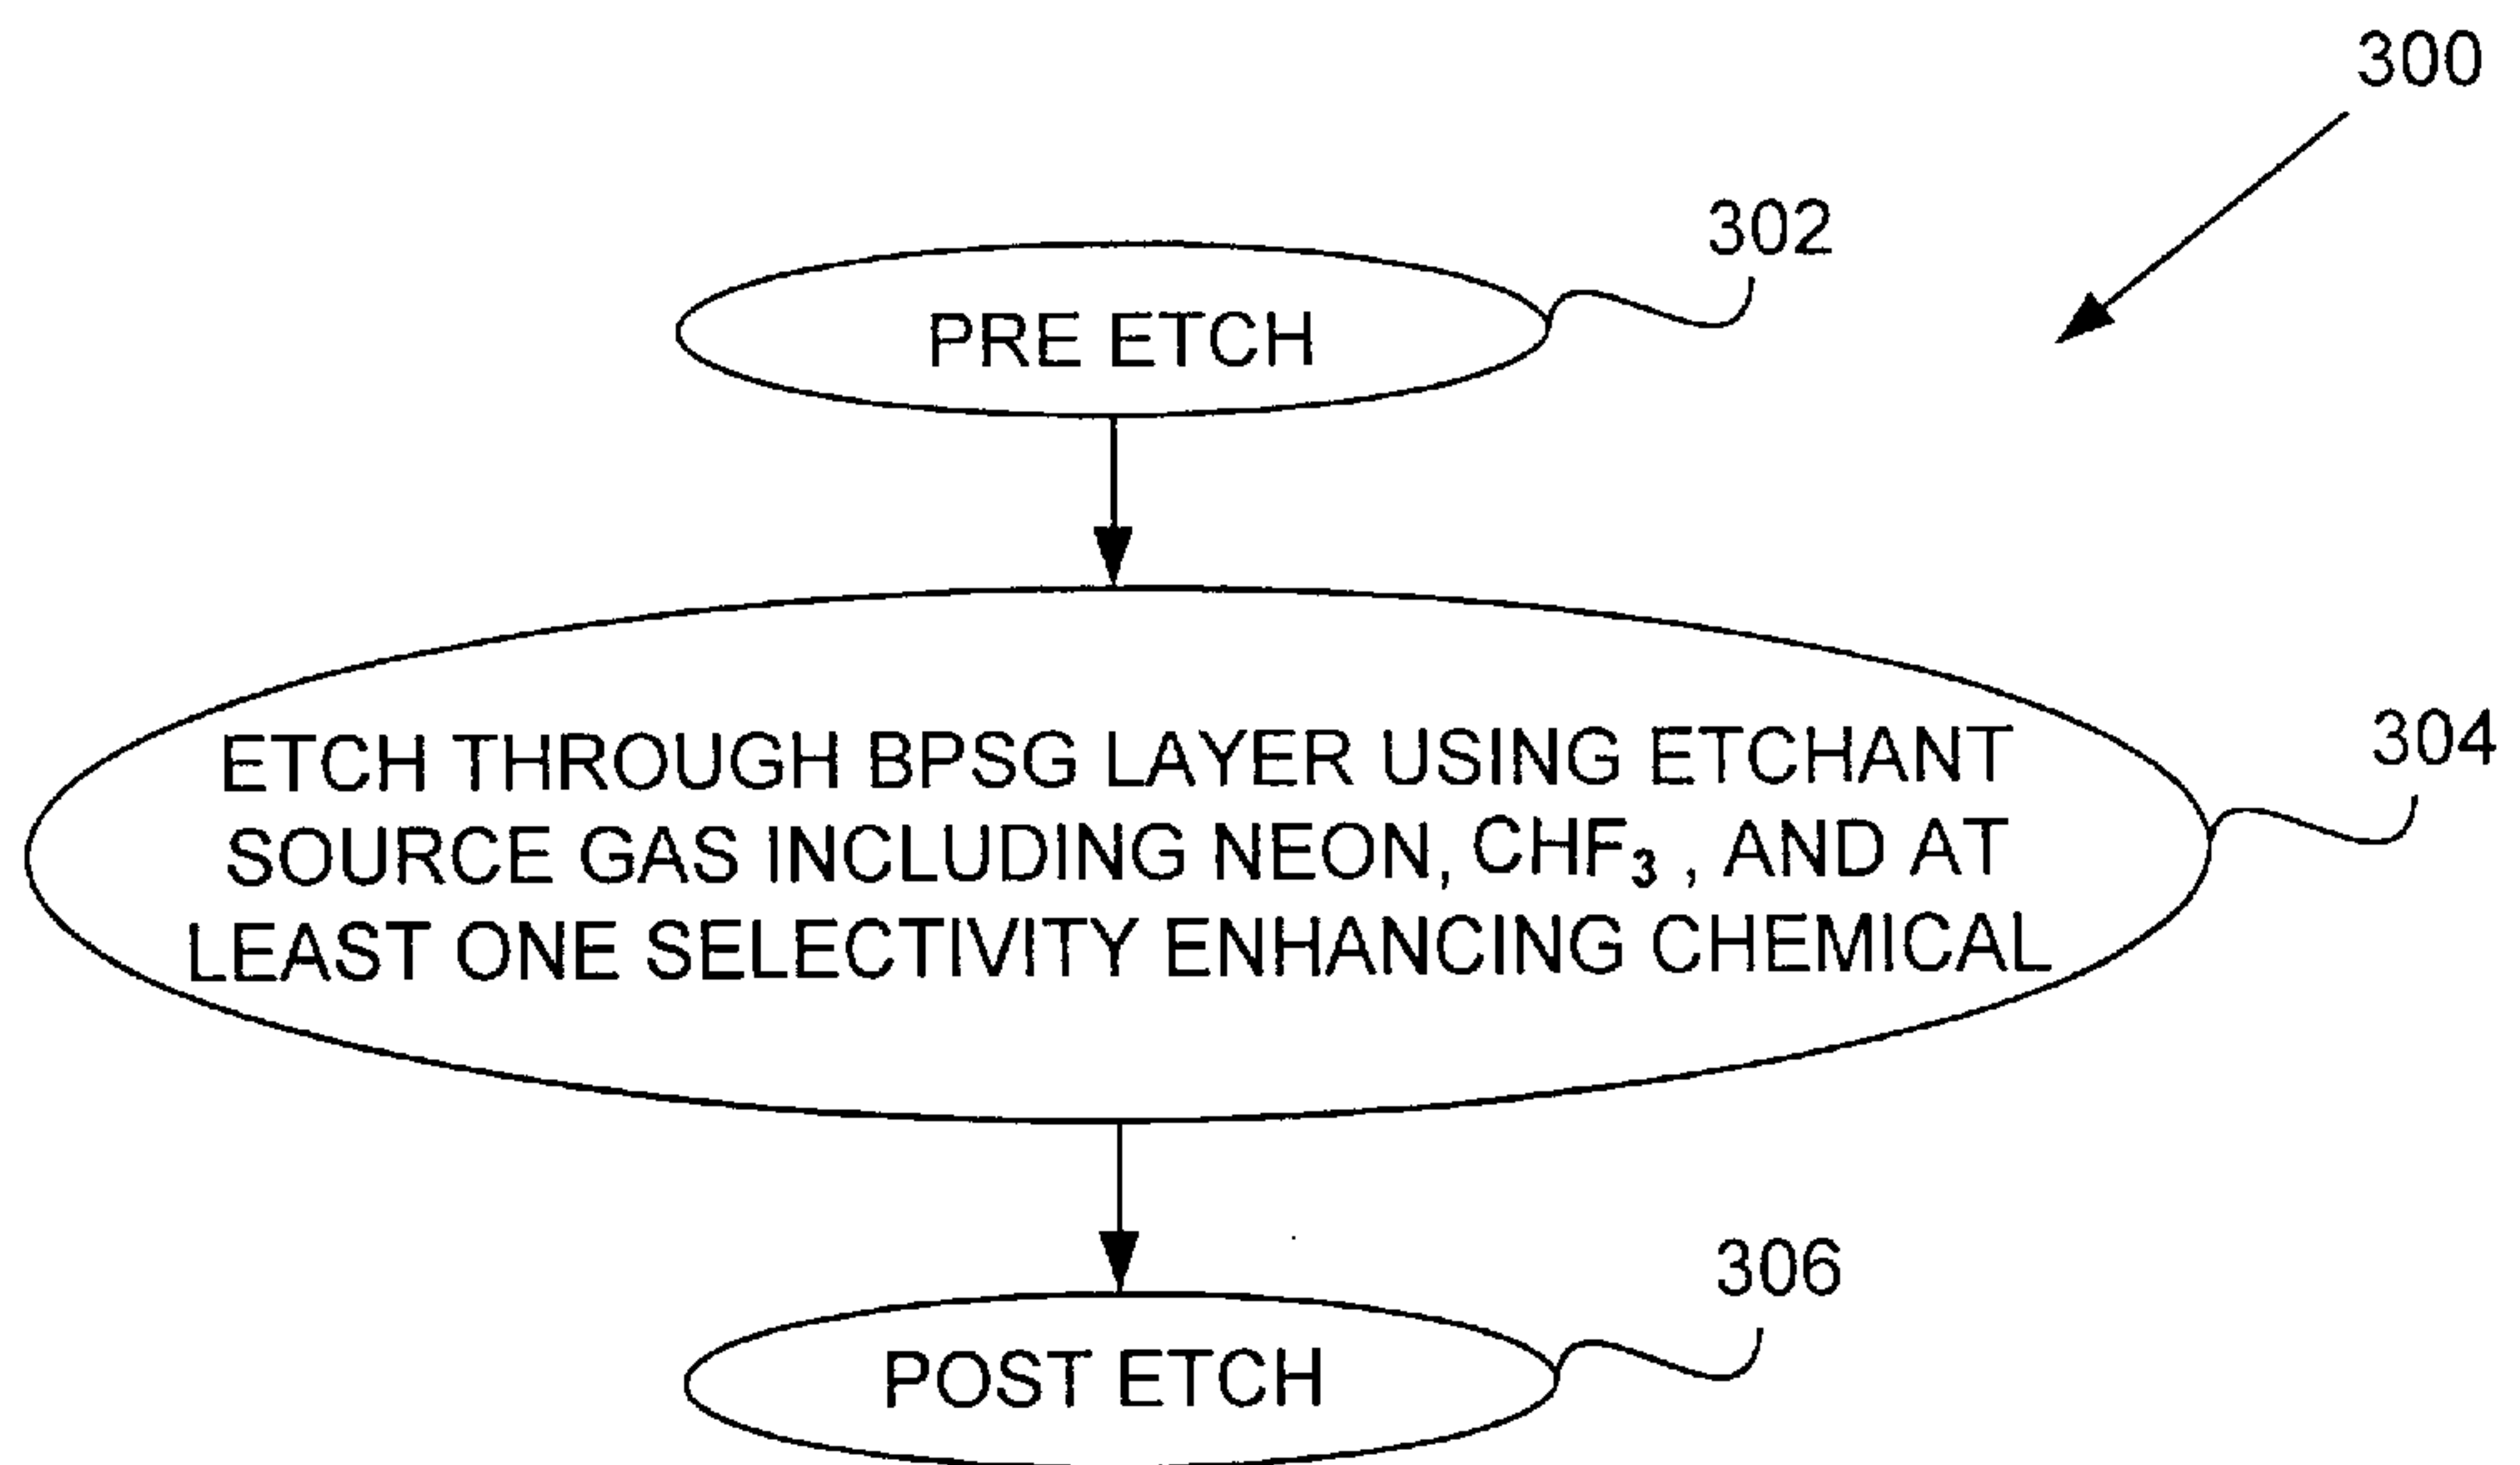 300
302
PRE ETCH
304
ETCH THROUGH BPSG LAYER USING ETCHANT
SOURCE GAS INCLUDING NEON, CHF₃, AND AT
LEAST ONE SELECTIVITY ENHANCING CHEMICAL
306
POST ETCH